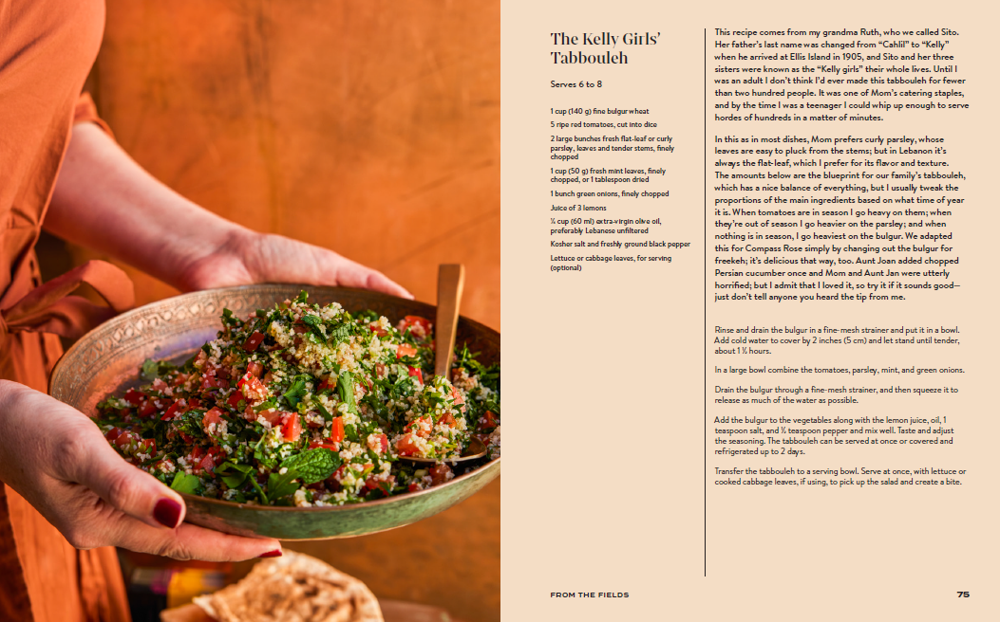 The Kelly Girls'
Tabbouleh
Serves 6 to 8
1 cup (140 g) fine bulgur wheat
5 ripe red tomatoes, cut into dice
2 large bunches fresh flat-leaf or curly
parsley, leaves and tender stems, finely
chopped
1 cup (50 g) fresh mint leaves, finely
chopped, or 1 tablespoon dried
1 bunch green onions, finely chopped
Juice of 3 lemons
¼ cup (60 ml) extra-virgin olive oil,
preferably Lebanese unfiltered
Kosher salt and freshly ground black pepper
Lettuce or cabbage leaves, for serving
(optional)
This recipe comes from my grandma Ruth, who we called Sito.
Her father's last name was changed from “Cahlil” to “Kelly”
when he arrived at Ellis Island in 1905, and Sito and her three
sisters were known as the “Kelly girls” their whole lives. Until I
was an adult I don't think I'd ever made this tabbouleh for fewer
than two hundred people. It was one of Mom's catering staples,
and by the time I was a teenager I could whip up enough to serve
hordes of hundreds in a matter of minutes.
In this as in most dishes, Mom prefers curly parsley, whose
leaves are easy to pluck from the stems; but in Lebanon it's
always the flat-leaf, which I prefer for its flavor and texture.
The amounts below are the blueprint for our family's tabbouleh,
which has a nice balance of everything, but I usually tweak the
proportions of the main ingredients based on what time of year
it is. When tomatoes are in season I go heavy on them; when
they're out of season I go heavier on the parsley; and when
nothing is in season, I go heaviest on the bulgur. We adapted
this for Compass Rose simply by changing out the bulgur for
freekeh; it's delicious that way, too. Aunt Joan added chopped
Persian cucumber once and Mom and Aunt Jan were utterly
horrified; but I admit that I loved it, so try it if it sounds good—
just don't tell anyone you heard the tip from me.
Rinse and drain the bulgur in a fine-mesh strainer and put it in a bowl.
Add cold water to cover by 2 inches (5 cm) and let stand until tender,
about 1 ½ hours.
In a large bowl combine the tomatoes, parsley, mint, and green onions.
Drain the bulgur through a fine-mesh strainer, and then squeeze it to
release as much of the water as possible.
Add the bulgur to the vegetables along with the lemon juice, oil, 1
teaspoon salt, and ½ teaspoon pepper and mix well. Taste and adjust
the seasoning. The tabbouleh can be served at once or covered and
refrigerated up to 2 days.
Transfer the tabbouleh to a serving bowl. Serve at once, with lettuce or
cooked cabbage leaves, if using, to pick up the salad and create a bite.
FROM THE FIELDS
75